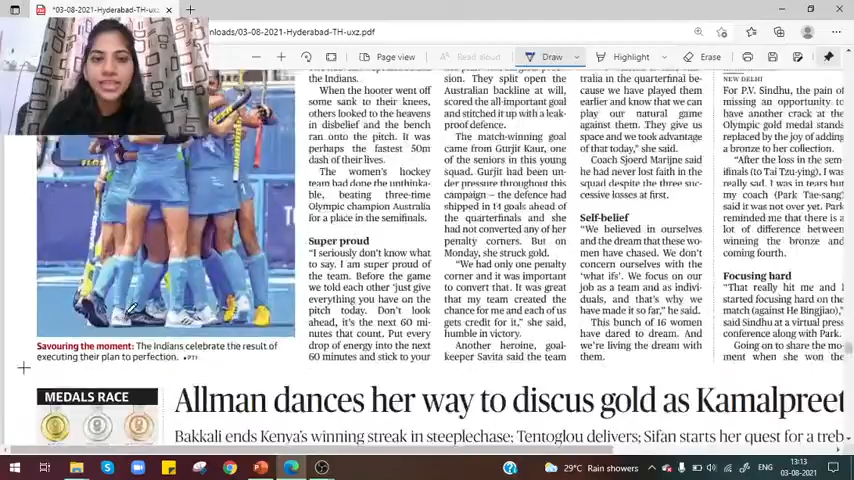 "03-08-2021-Hyderabad-TH-uxz.pdf
nloads/03-08-2021-Hyderabad-TH-uxz.pdf
Page view
Read aloud
Draw
Highlight
Erase
the Indians.
When the hooter went off
some sank to their knees,
others looked to the heavens
in disbelief and the bench
ran onto the pitch. It was
perhaps the fastest 50m
dash of their lives.
The women's hockey
team had done the unthinka-
ble, beating three-time
Olympic champion Australia
for a place in the semifinals.
Super proud
"I seriously don't know what
to say. I am super proud of
the team. Before the game
we told each other 'just give
everything you have on the
pitch today. Don't look
ahead, it's the next 60 mi-
nutes that count. Put every
drop of energy into the next
60 minutes and stick to your
sion. They split open the
Australian backline at will,
scored the all-important goal
and stitched it up with a leak-
proof defence.
The match-winning goal
came from Gurjit Kaur, one
of the seniors in this young
squad. Gurjit had been un-
der pressure throughout this
campaign – the defence had
shipped in 14 goals ahead of
the quarterfinals and she
had not converted any of her
penalty corners. But on
Monday, she struck gold.
"We had only one penalty
corner and it was important
to convert that. It was great
that my team created the
chance for me and each of us
gets credit for it," she said,
humble in victory.
Another heroine, goal-
keeper Savita said the team
tralia in the quarterfinal be-
cause we have played them
earlier and know that we can
play our natural game
against them. They give us
space and we took advantage
of that today," she said.
Coach Sjoerd Marijne said
he had never lost faith in the
squad despite the three suc-
cessive losses at first.
Self-belief
"We believed in ourselves
and the dream that these wo-
men have chased. We don't
concern ourselves with the
'what ifs'. We focus on our
job as a team and as indivi-
duals, and that's why we
have made it so far," he said.
This bunch of 16 women
have dared to dream. And
we're living the dream with
them.
NEW DELHI
For P.V. Sindhu, the pain of
missing an opportunity to
have another crack at the
Olympic gold medal stands
replaced by the joy of adding
a bronze to her collection.
"After the loss in the sem-
ifinals (to Tai Tzu-ying), I was
really sad. I was in tears but
my coach (Park Tae-sang)
said it was not over yet. Park
reminded me that there is a
lot of difference between
winning the bronze and
coming fourth.
Focusing hard
"That really hit me and I
started focusing hard on the
match (against He Bingjiao),"
said Sindhu at a virtual press
conference along with Park.
Going on to share the mo-
ment when she won the
Savouring the moment: The Indians celebrate the result of
executing their plan to perfection. •PTI
MEDALS RACE
Allman dances her way to discus gold as Kamalpreet
Bakkali ends Kenya's winning streak in steeplechase; Tentoglou delivers; Sifan starts her quest for a treb
29°C Rain showers
ENG
13:13
03-08-2021